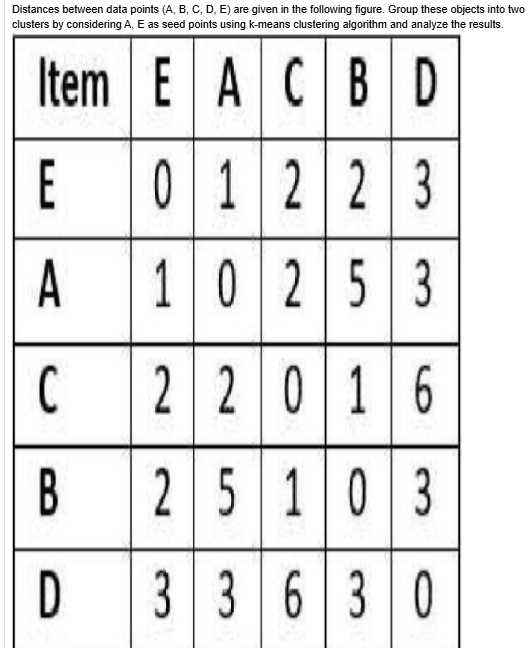 Distances between data points (A, B, C, D, E) are given in the following figure. Group these objects into two
clusters by considering A, E as seed points using k-means clustering algorithm and analyze the results.
Item E A C B D
E 0 1 2 2 3
A 1 0 2 5 3
C 2 2 0 1 6
B 2 5 1 0 3
D 3 3 6 3 0